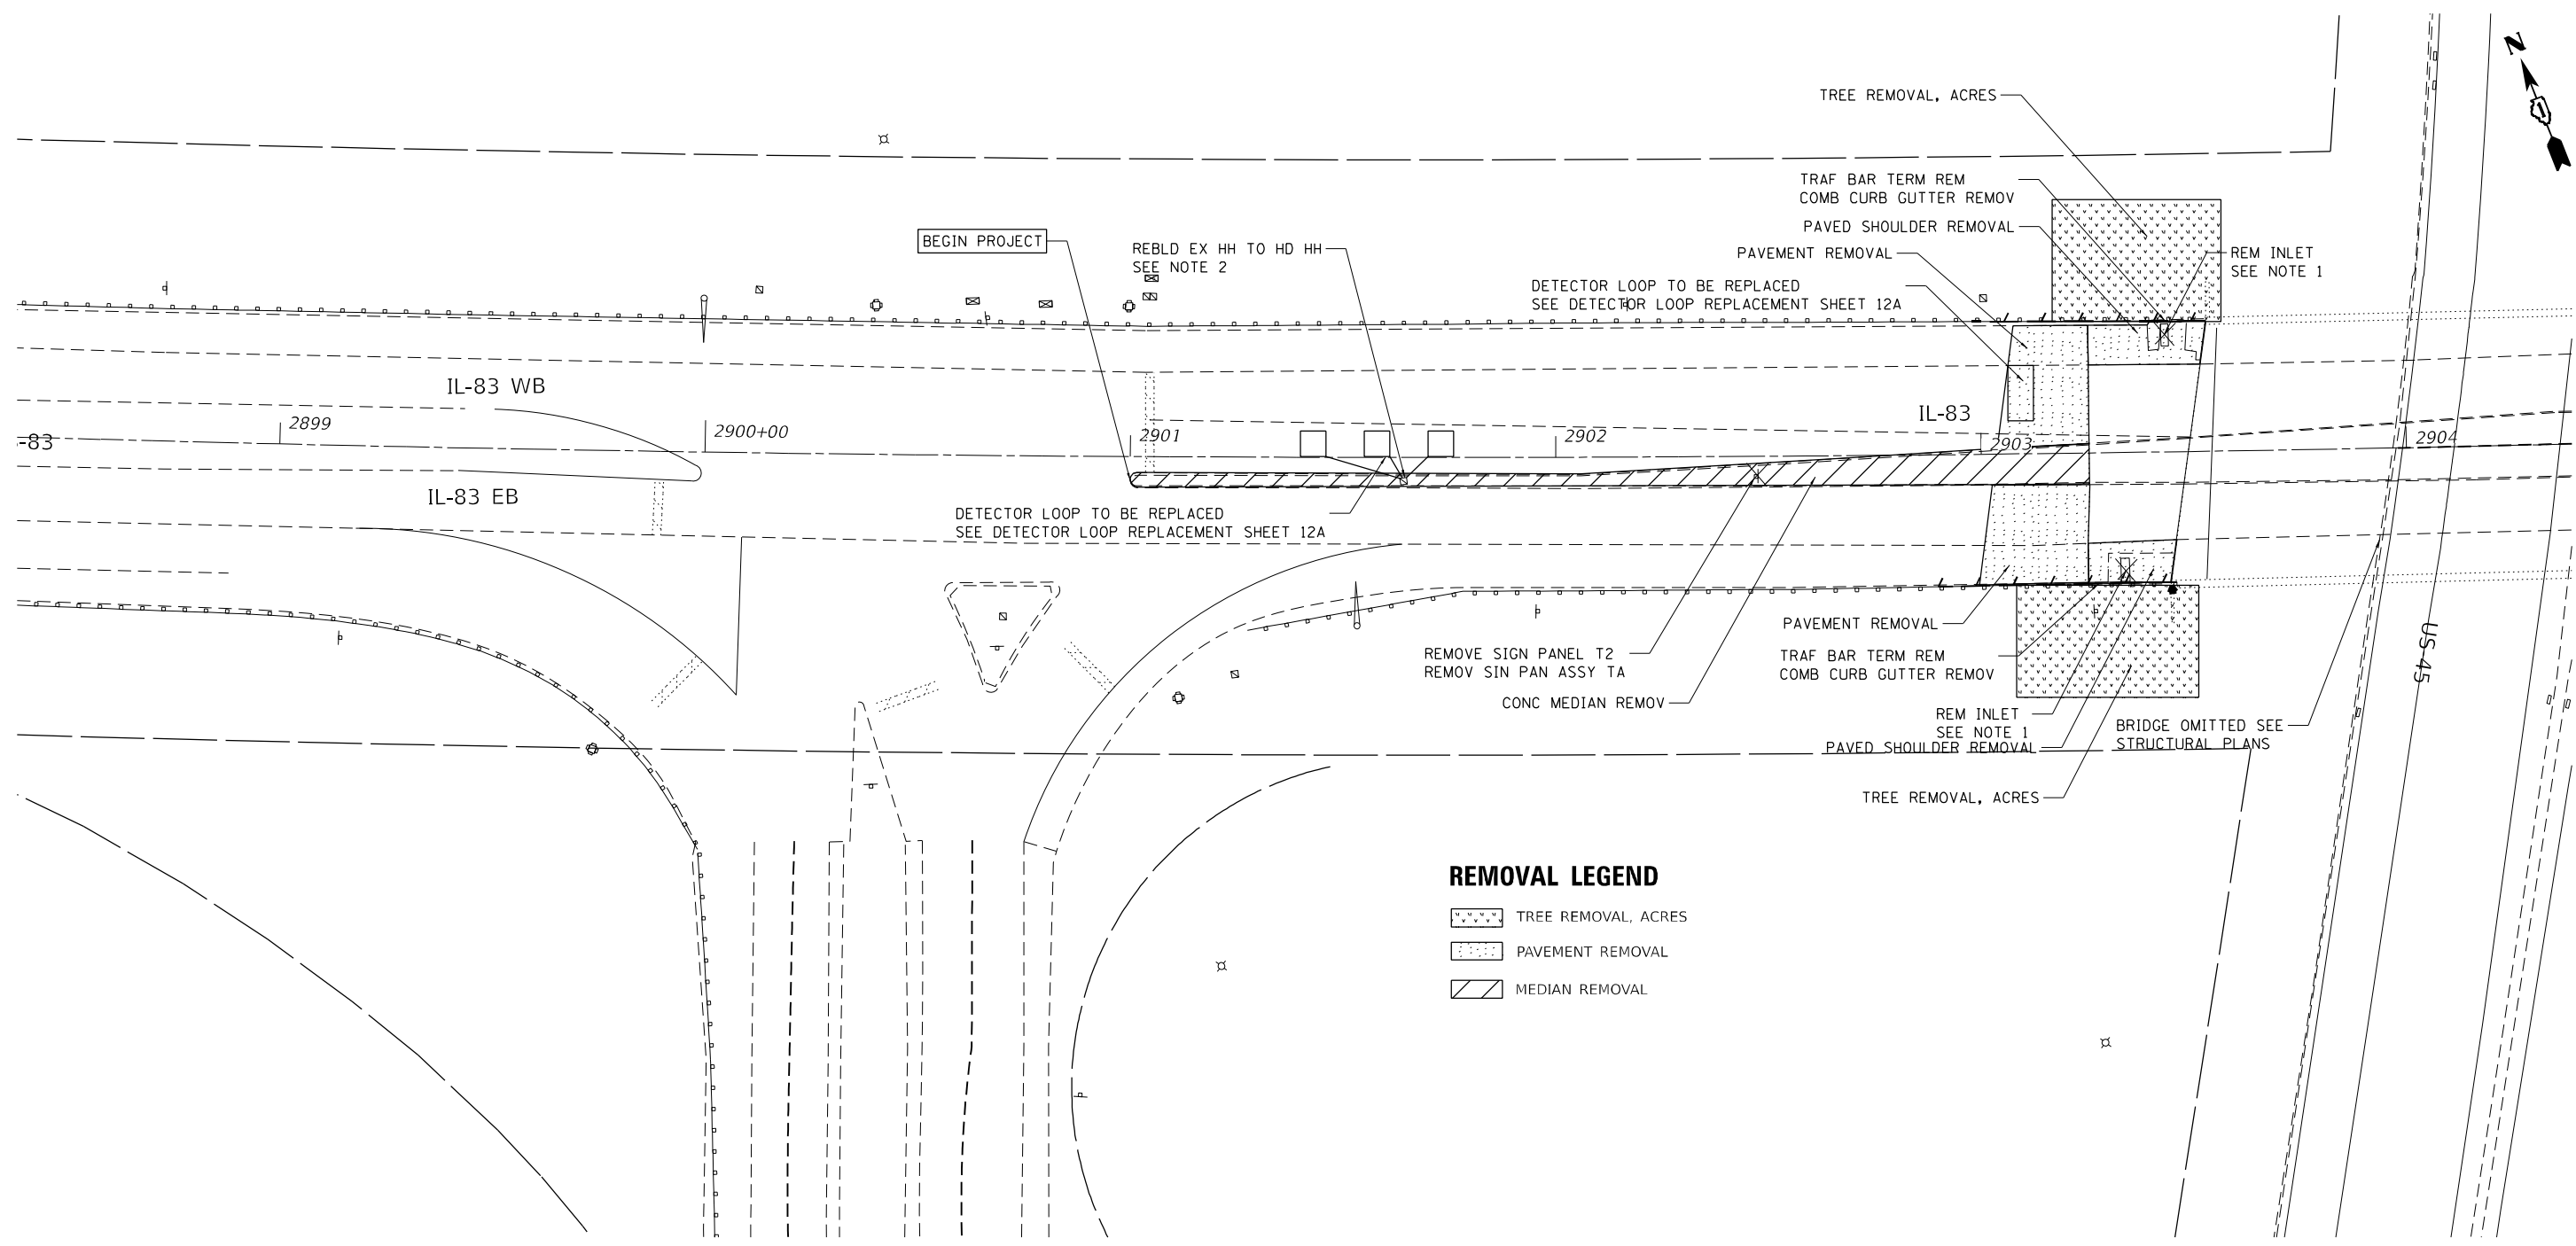 N
TREE REMOVAL, ACRES
TRAF BAR TERM REM
COMB CURB GUTTER REMOV
PAVED SHOULDER REMOVAL
PAVEMENT REMOVAL
REM INLET
SEE NOTE 1
BEGIN PROJECT
REBLD EX HH TO HD HH
SEE NOTE 2
DETECTOR LOOP TO BE REPLACED
SEE DETECTOR LOOP REPLACEMENT SHEET 12A
IL-83 WB
IL-83
-83
2899
2900+00
2901
2902
2903
2904
IL-83 EB
DETECTOR LOOP TO BE REPLACED
SEE DETECTOR LOOP REPLACEMENT SHEET 12A
PAVEMENT REMOVAL
REMOVE SIGN PANEL T2
REMOV SIN PAN ASSY TA
TRAF BAR TERM REM
COMB CURB GUTTER REMOV
CONC MEDIAN REMOV
US-45
REM INLET
SEE NOTE 1
PAVED SHOULDER REMOVAL
BRIDGE OMITTED SEE
STRUCTURAL PLANS
TREE REMOVAL, ACRES
REMOVAL LEGEND
TREE REMOVAL, ACRES
PAVEMENT REMOVAL
MEDIAN REMOVAL